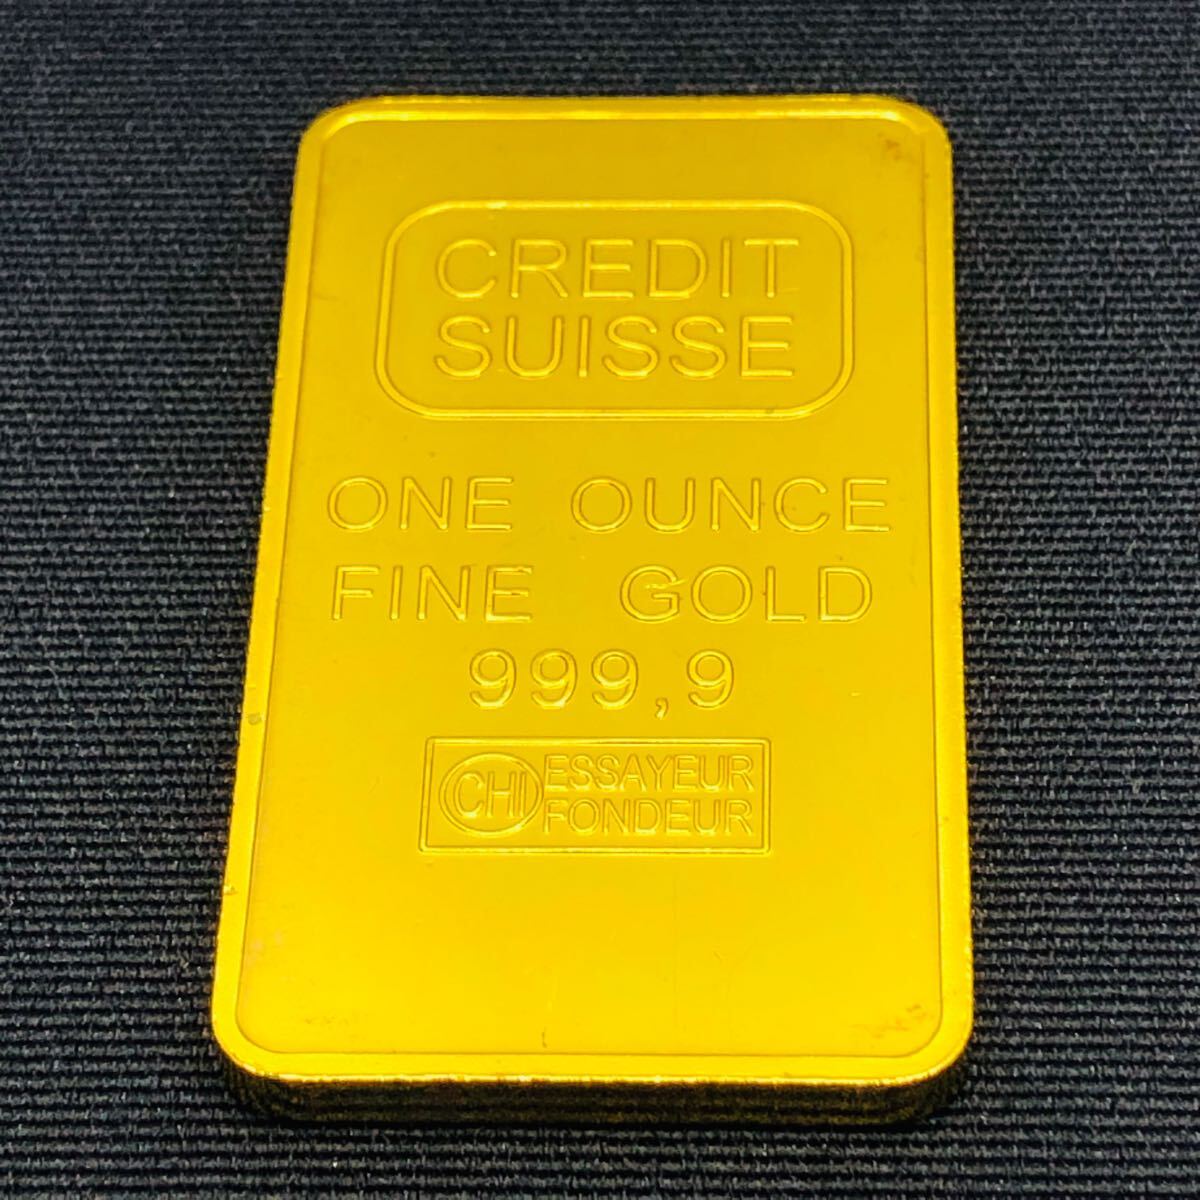 CREDIT
SUISSE
ONE OUNCE
FINE GOLD
999,9
CHI ESSAYEUR
FONDEUR